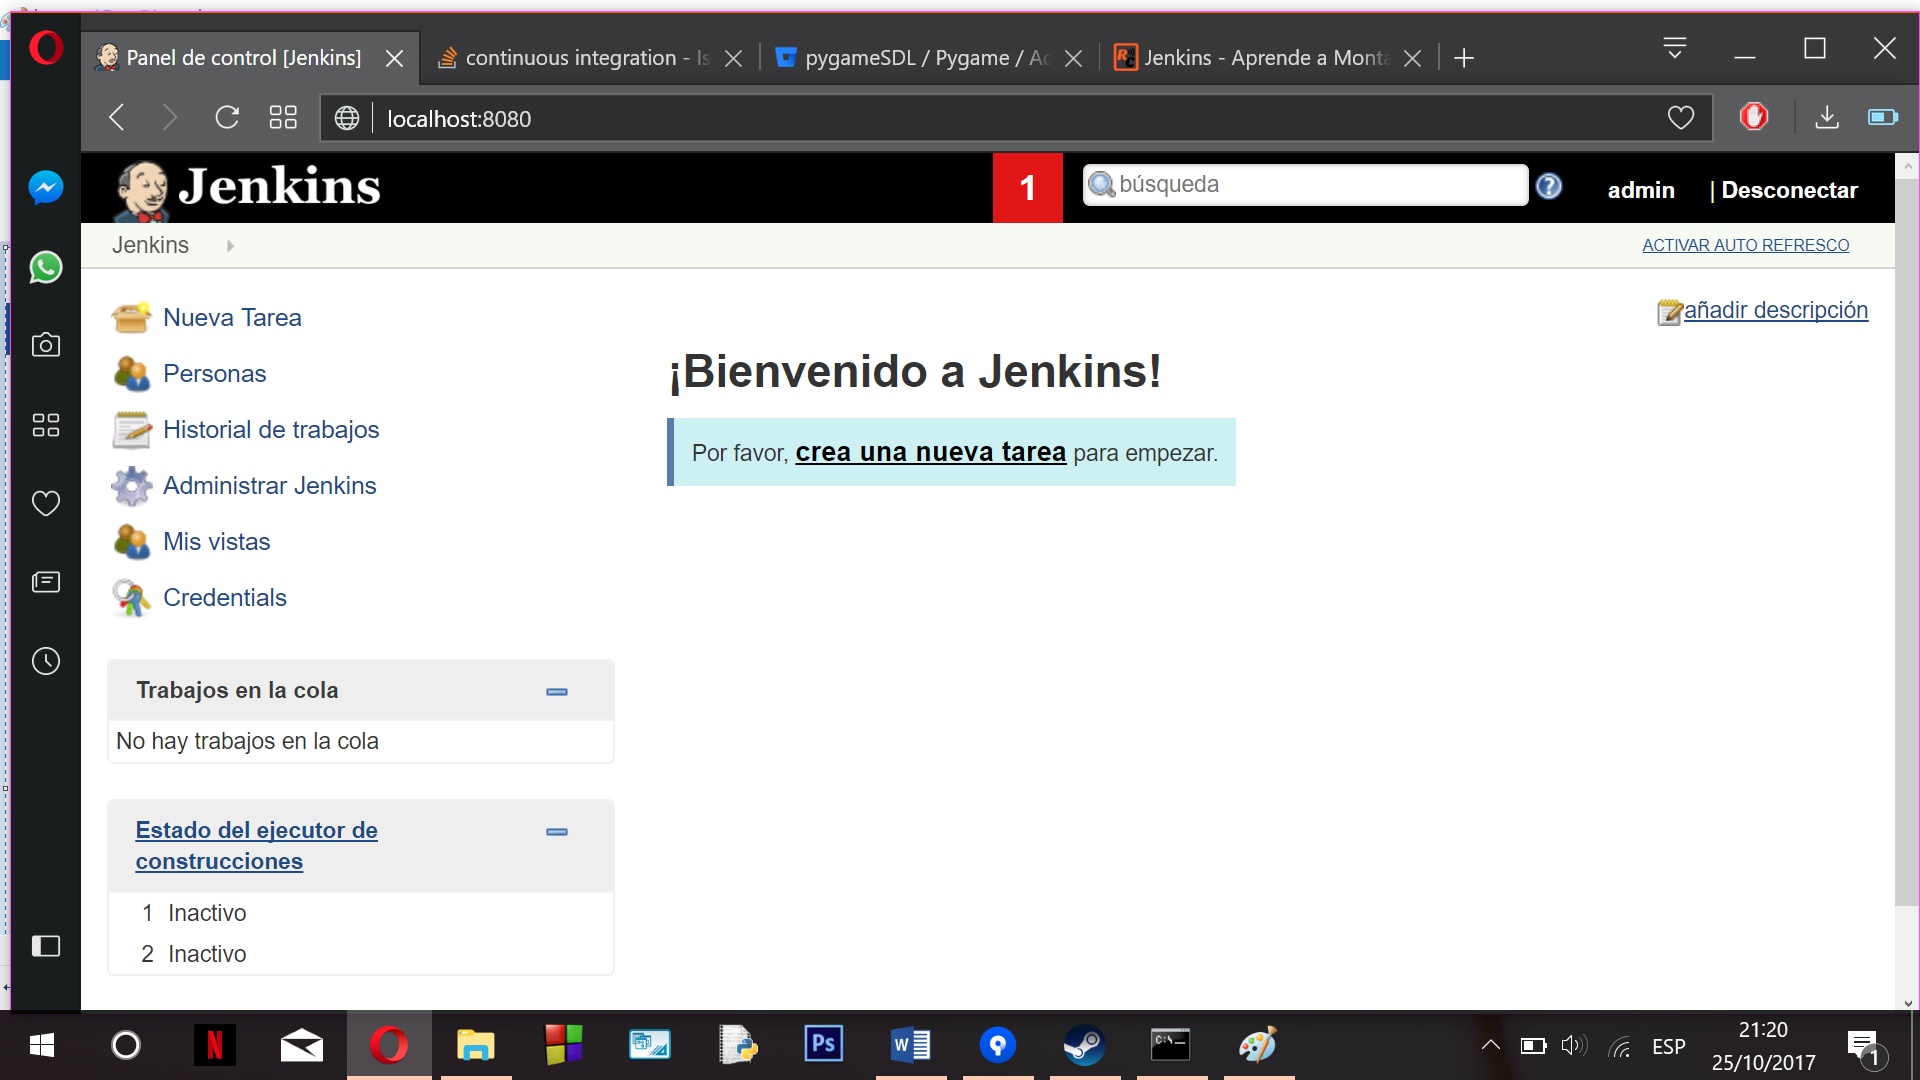 Panel de control [Jenkins]
continuous integration - Is
pygameSDL / Pygame / Ac
Jenkins - Aprende a Monta
localhost:8080
Jenkins
1
búsqueda
admin
| Desconectar
Jenkins
ACTIVAR AUTO REFRESCO
Nueva Tarea
Personas
Historial de trabajos
Administrar Jenkins
Mis vistas
Credentials
añadir descripción
¡Bienvenido a Jenkins!
Por favor, crea una nueva tarea para empezar.
Trabajos en la cola
No hay trabajos en la cola
Estado del ejecutor de
construcciones
1 Inactivo
2 Inactivo
N
Ps
W
C:\_
ESP
21:20
25/10/2017
1